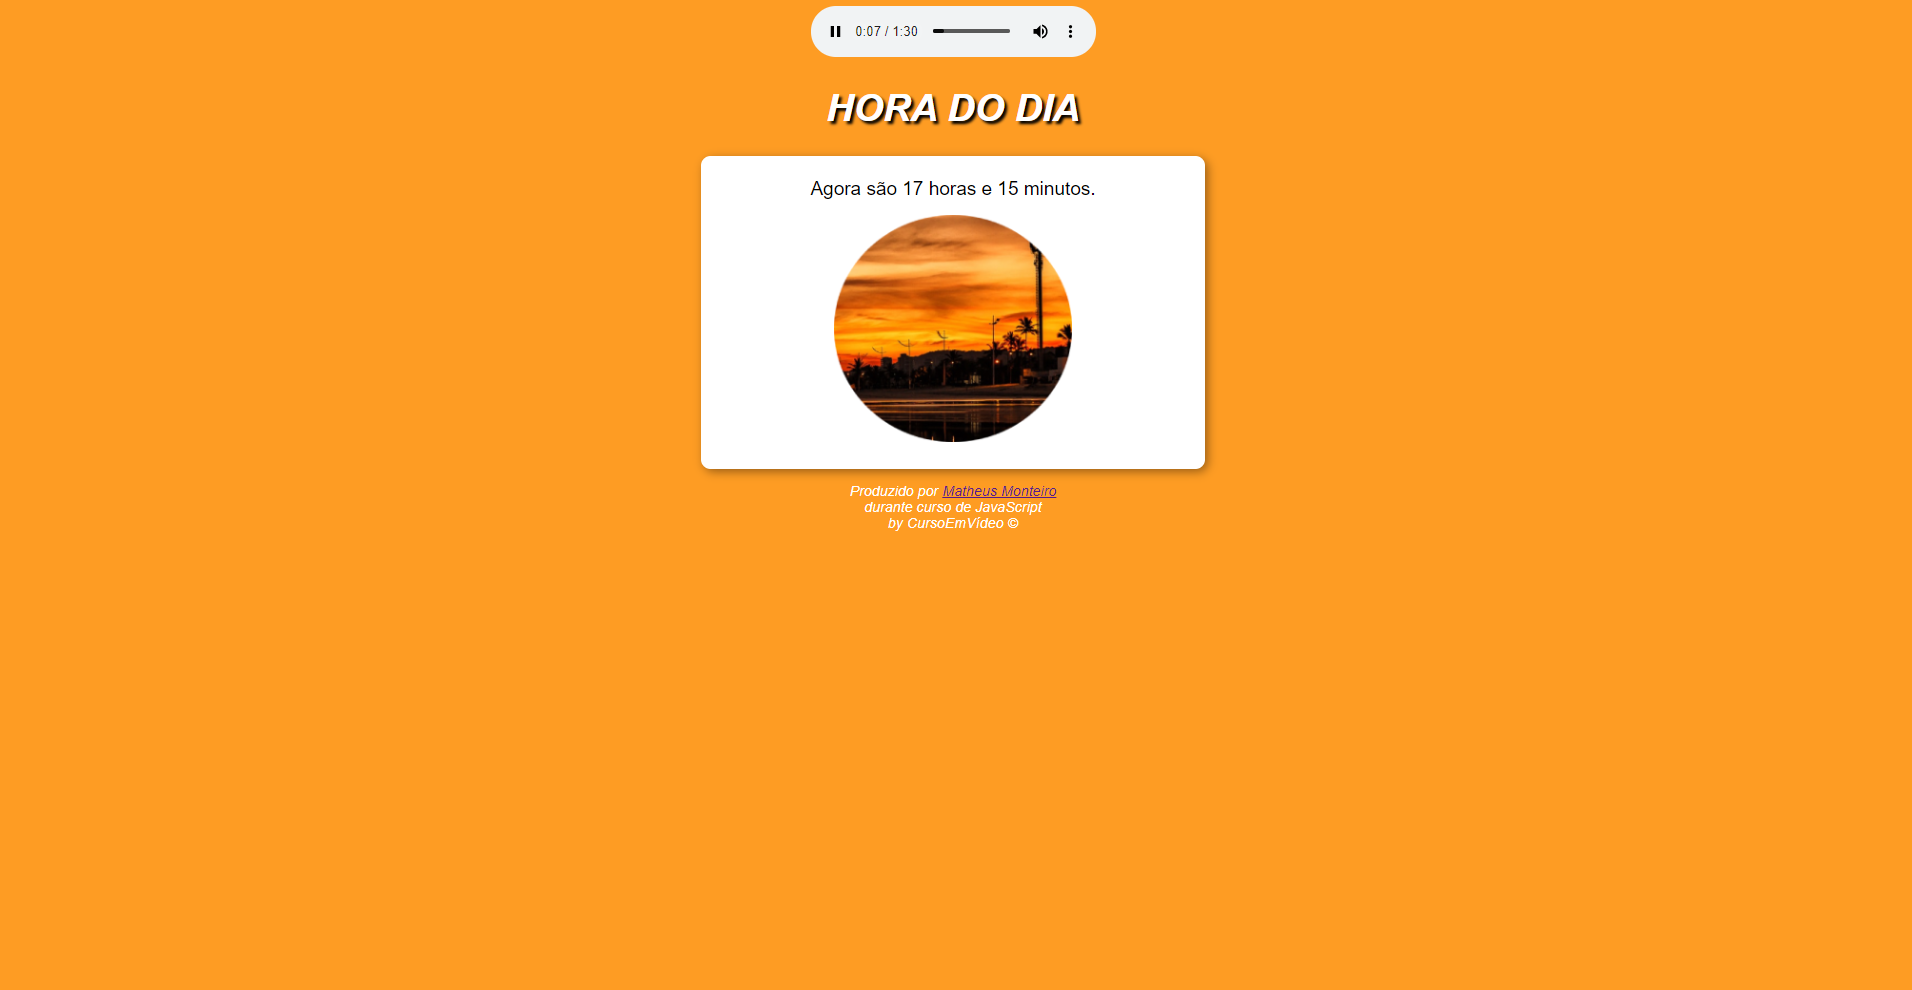 0:07 / 1:30
HORA DO DIA
Agora são 17 horas e 15 minutos.
Produzido por Matheus Monteiro
durante curso de JavaScript
by CursoEmVídeo ©